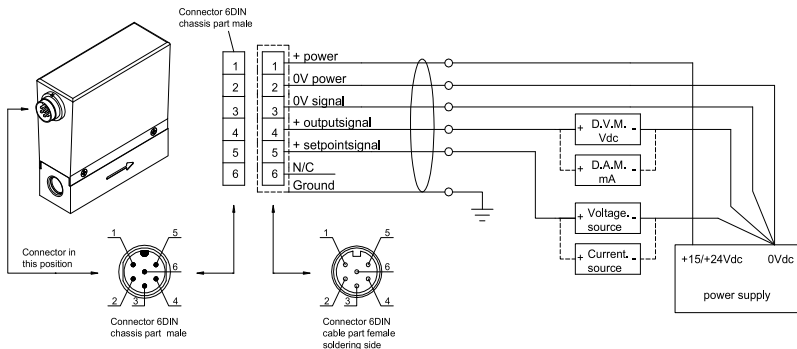 Connector 6DIN
chassis part male
1
2
3
4
5
6
1
2
3
4
5
6
+ power
0V power
0V signal
+ outputsignal
+ setpointsignal
N/C
Ground
+ D.V.M. -
Vdc
+ D.A.M. -
mA
+ Voltage. -
source
+ Current. -
source
+15/+24Vdc 0Vdc
power supply
Connector in
this position
1 5
6
2 3 4
Connector 6DIN
chassis part male
1 5
6
2 3 4
Connector 6DIN
cable part female
soldering side